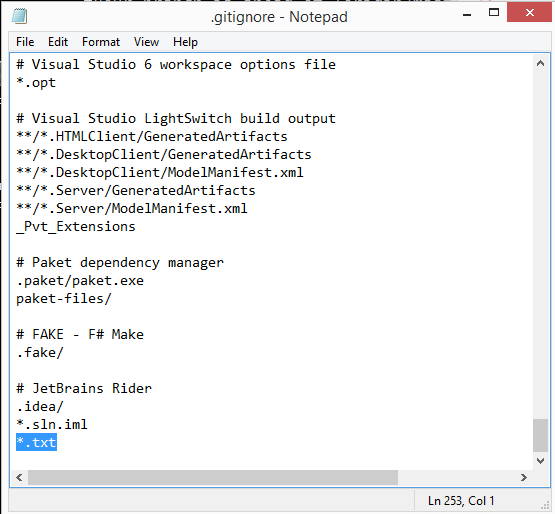 .gitignore - Notepad
File Edit Format View Help
# Visual Studio 6 workspace options file
*.opt
# Visual Studio LightSwitch build output
**/*.HTMLClient/GeneratedArtifacts
**/*.DesktopClient/GeneratedArtifacts
**/*.DesktopClient/ModelManifest.xml
**/*.Server/GeneratedArtifacts
**/*.Server/ModelManifest.xml
_Pvt_Extensions
# Paket dependency manager
.paket/paket.exe
paket-files/
# FAKE - F# Make
.fake/
# JetBrains Rider
.idea/
*.sln.iml
*.txt
Ln 253, Col 1